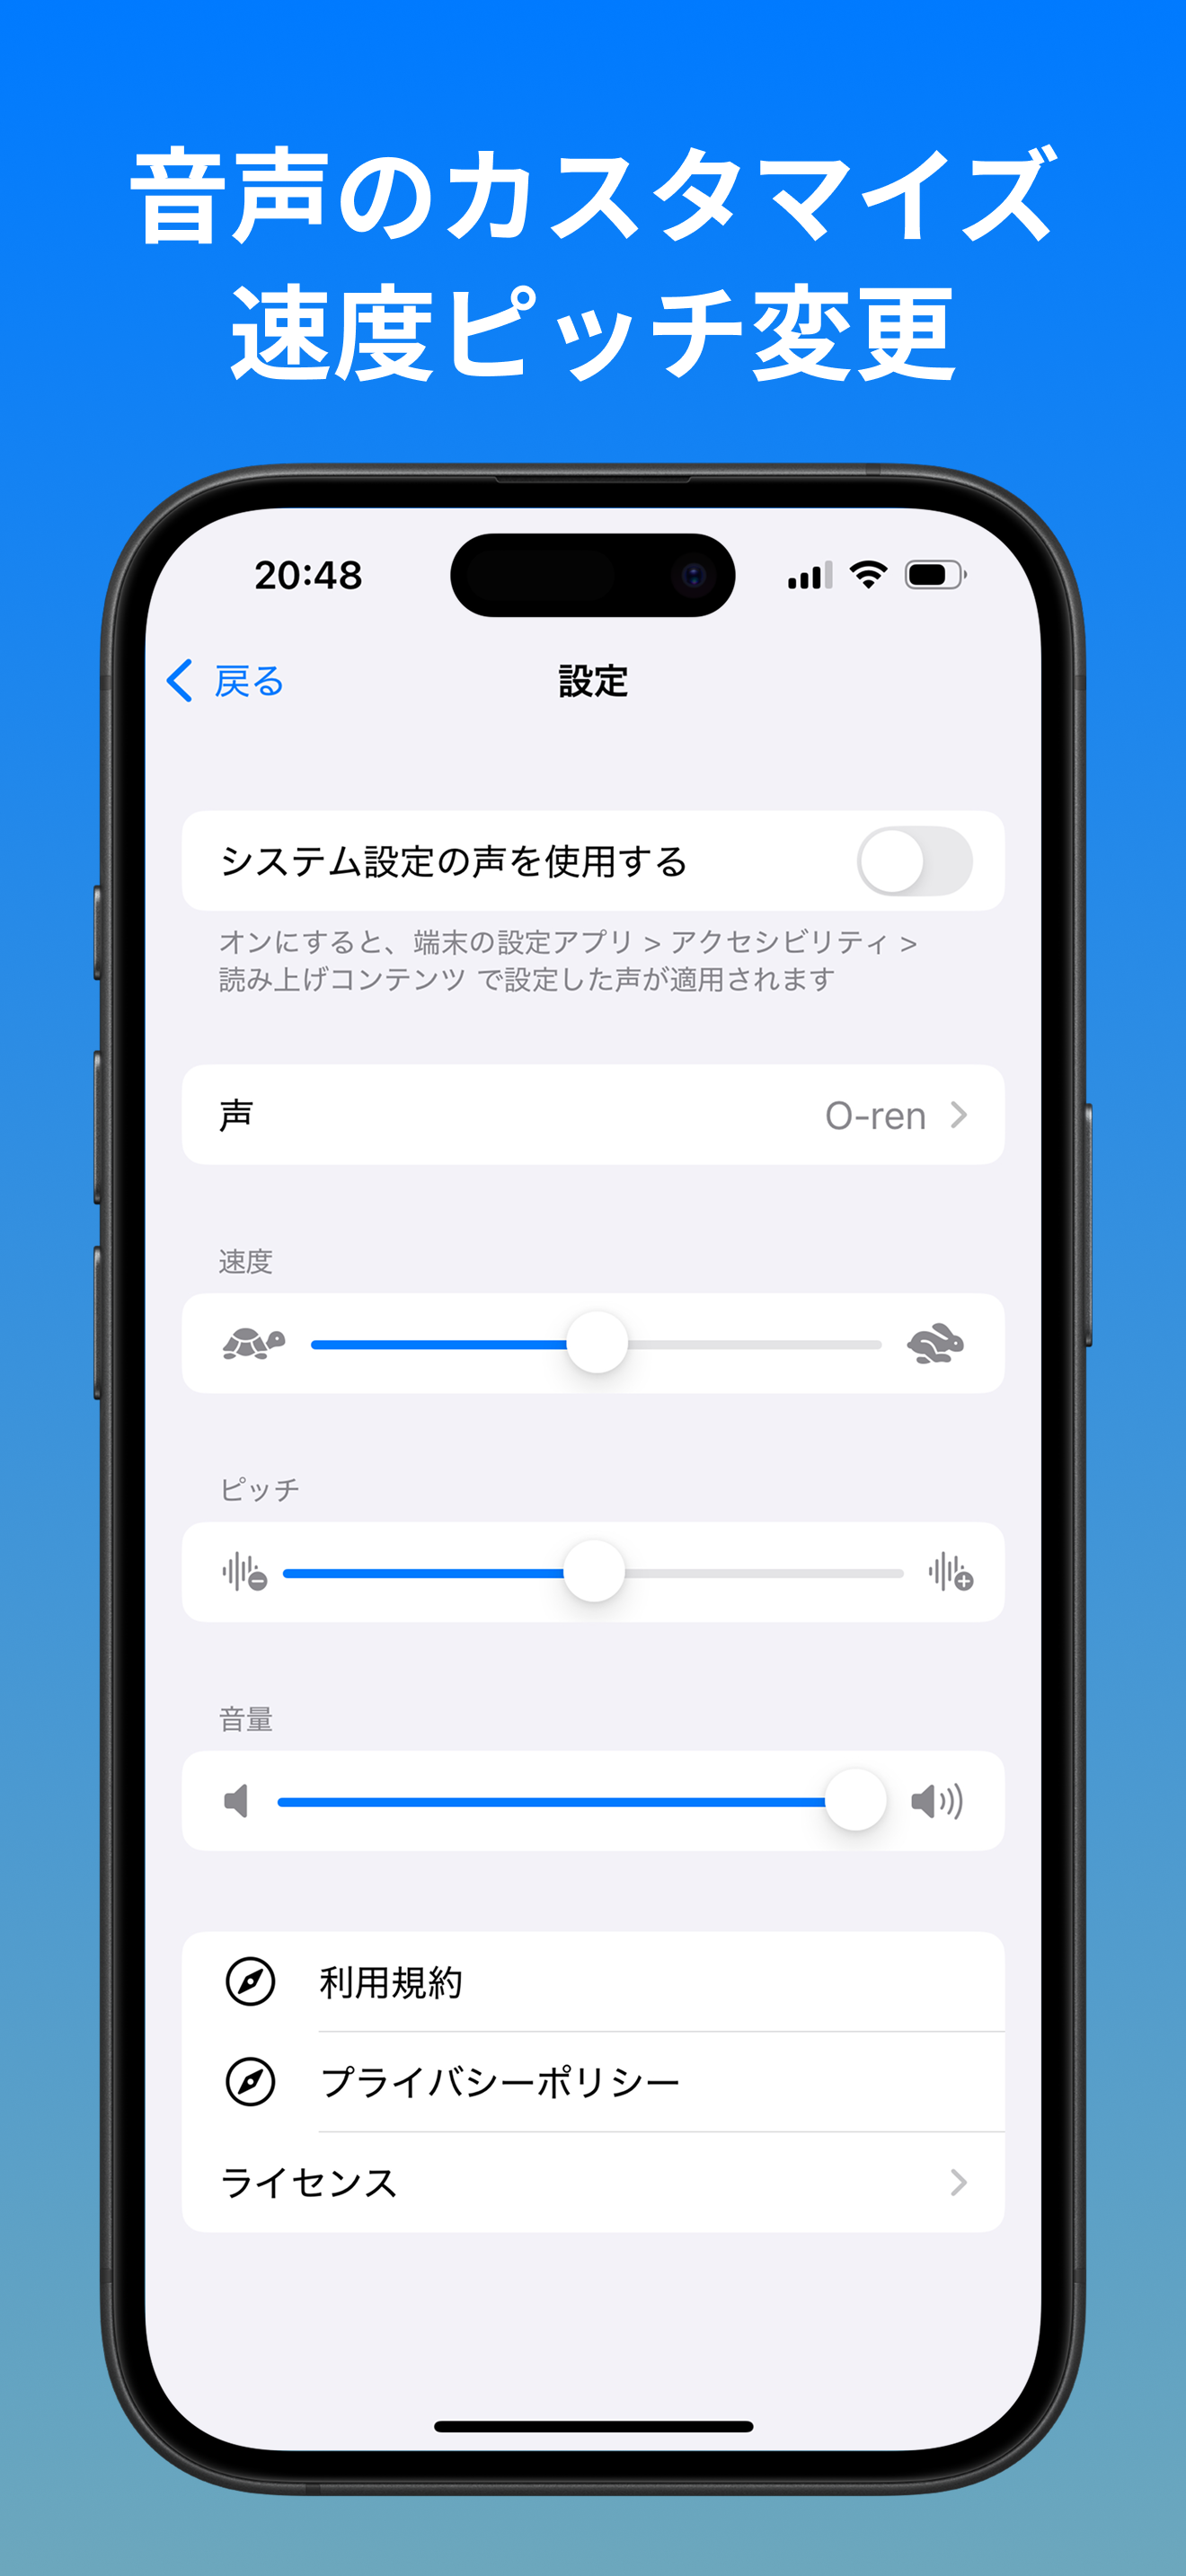 音声のカスタマイズ
速度ピッチ変更
20:48
戻る
設定
システム設定の声を使用する
オンにすると、端末の設定アプリ > アクセシビリティ >
読み上げコンテンツ で設定した声が適用されます
声
O-ren
速度
ピッチ
音量
利用規約
プライバシーポリシー
ライセンス